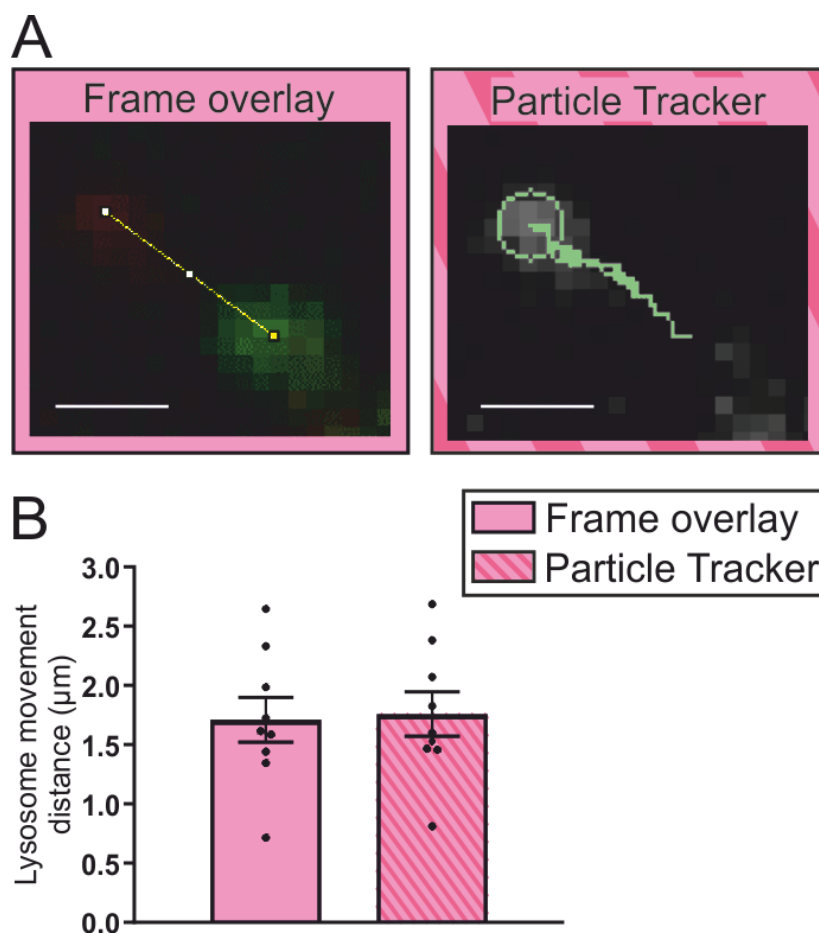 A
Frame overlay
Particle Tracker
B
Frame overlay
Particle Tracker
Lysosome movement
distance (µm)
3.0
2.5
2.0
1.5
1.0
0.5
0.0